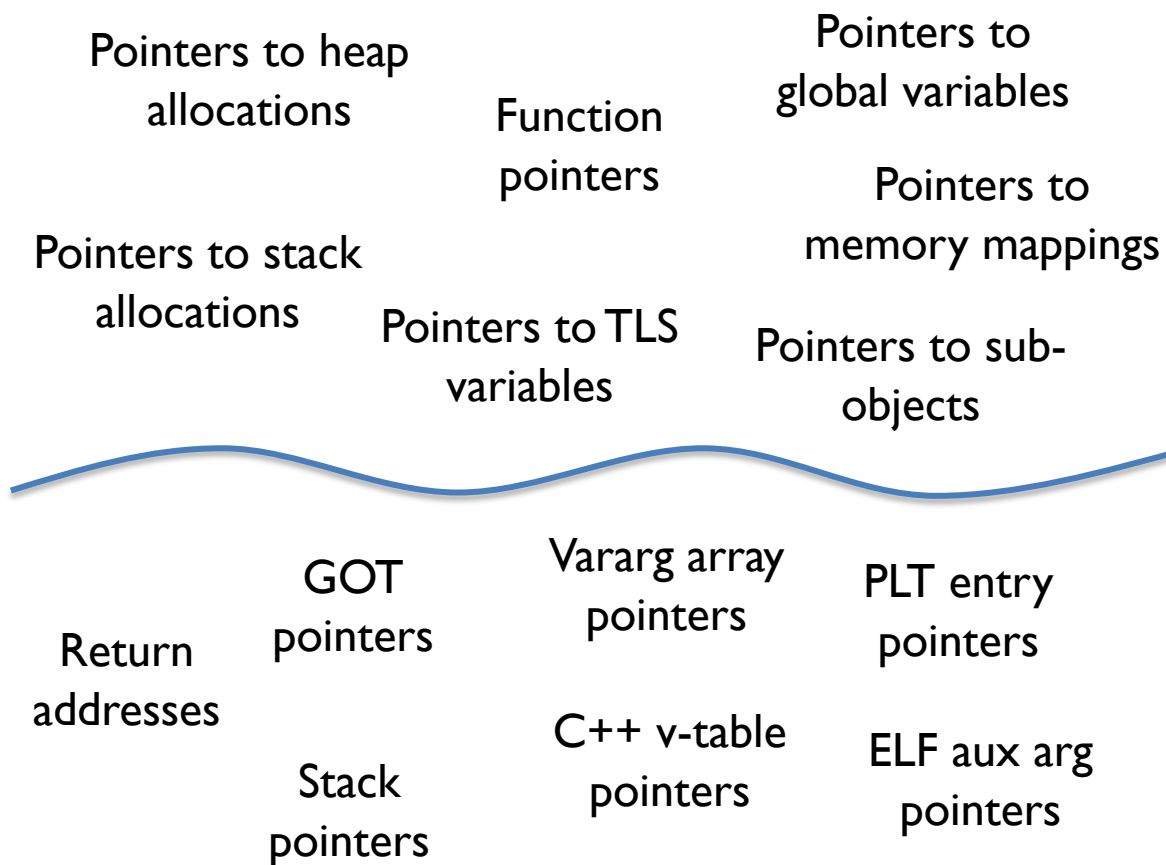 Pointers to heap
allocations
Function
pointers
Pointers to
global variables
Pointers to
memory mappings
Pointers to stack
allocations
Pointers to TLS
variables
Pointers to sub-
objects
Return
addresses
GOT
pointers
Vararg array
pointers
PLT entry
pointers
Stack
pointers
C++ v-table
pointers
ELF aux arg
pointers